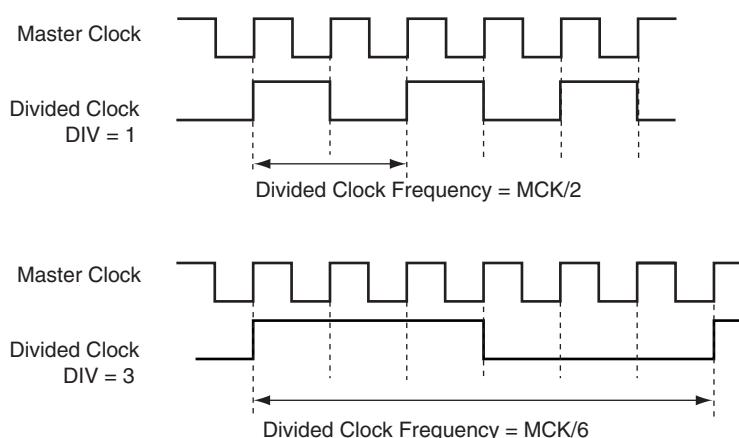 Master Clock
Divided Clock
DIV = 1
Divided Clock Frequency = MCK/2
Master Clock
Divided Clock
DIV = 3
Divided Clock Frequency = MCK/6